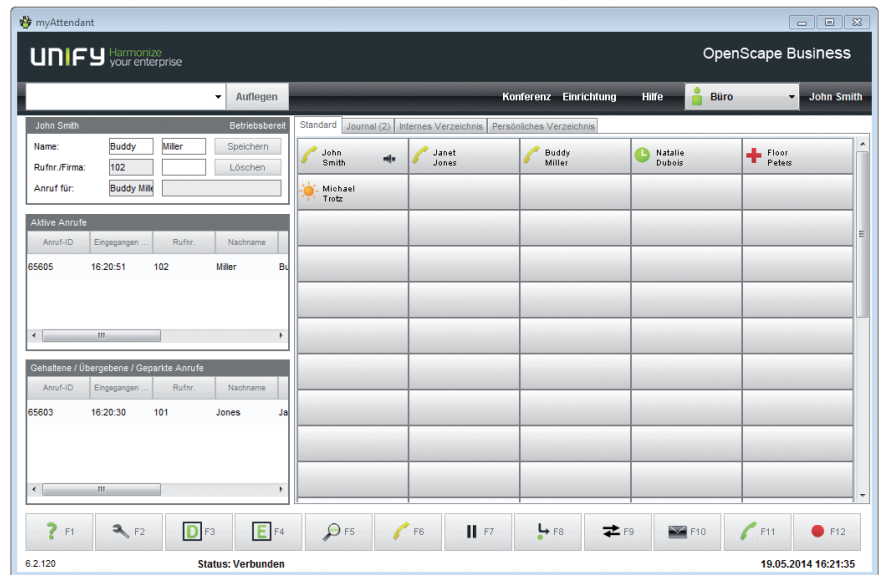 myAttendant
UNIFY Harmonize your enterprise
OpenScape Business
Auflegen
Konferenz Einrichtung Hilfe Büro John Smith
John Smith Betriebsbereit
Name: Buddy Miller Speichern
Rufnr./Firma: 102 Löschen
Anruf für: Buddy Mille
Aktive Anrufe
Anruf-ID Eingegangen ... Rufnr. Nachname
65605 16:20:51 102 Miller Bu
Gehaltene / Übergebene / Geparkte Anrufe
Anruf-ID Eingegangen ... Rufnr. Nachname
65603 16:20:30 101 Jones Ja
Standard Journal (2) Internes Verzeichnis Persönliches Verzeichnis
John Smith
Janet Jones
Buddy Miller
Natalie Dubois
Floor Peters
Michael Trotz
F1 F2 D F3 E F4 F5 F6 F7 F8 F9 F10 F11 F12
6.2.120 Status: Verbunden 19.05.2014 16:21:35